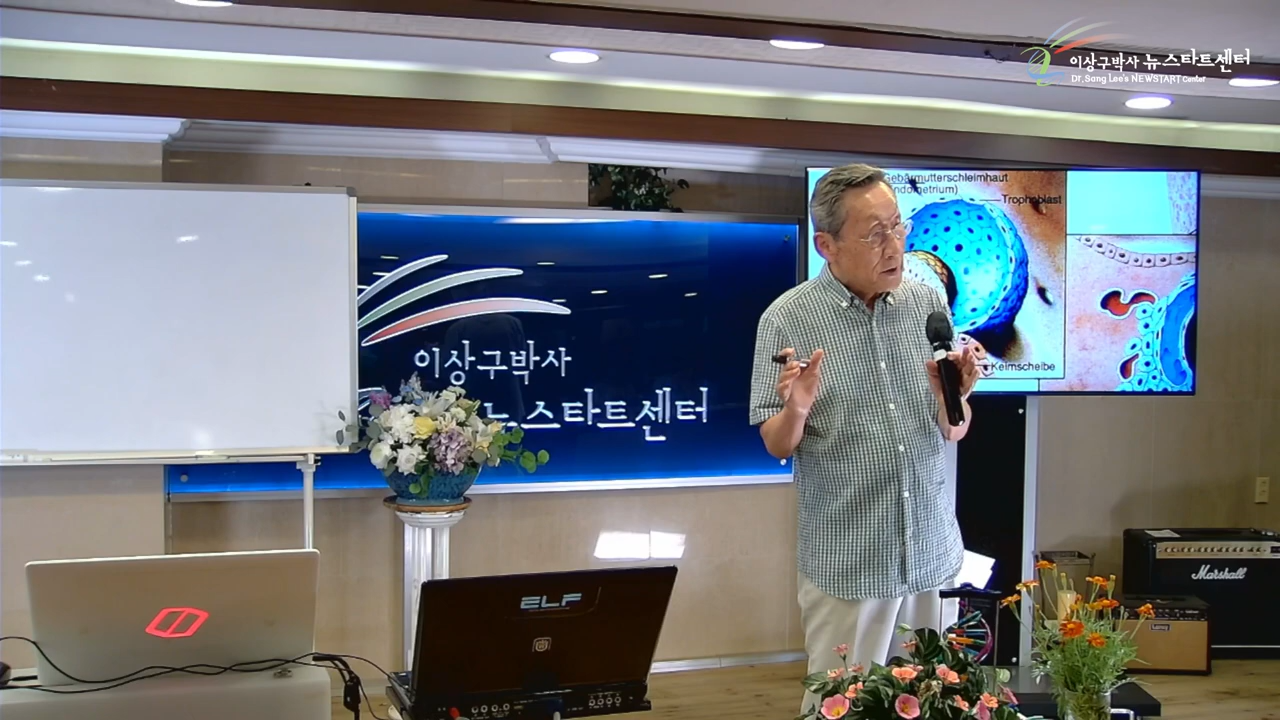 이상구박사 뉴스타트센터
Dr. Sang Lee's NEWSTART Center
Gebärmutterschleimhaut
(Endometrium)
Trophoblast
Keimscheibe
이상구박사
뉴스타트센터
ELF
Marshall